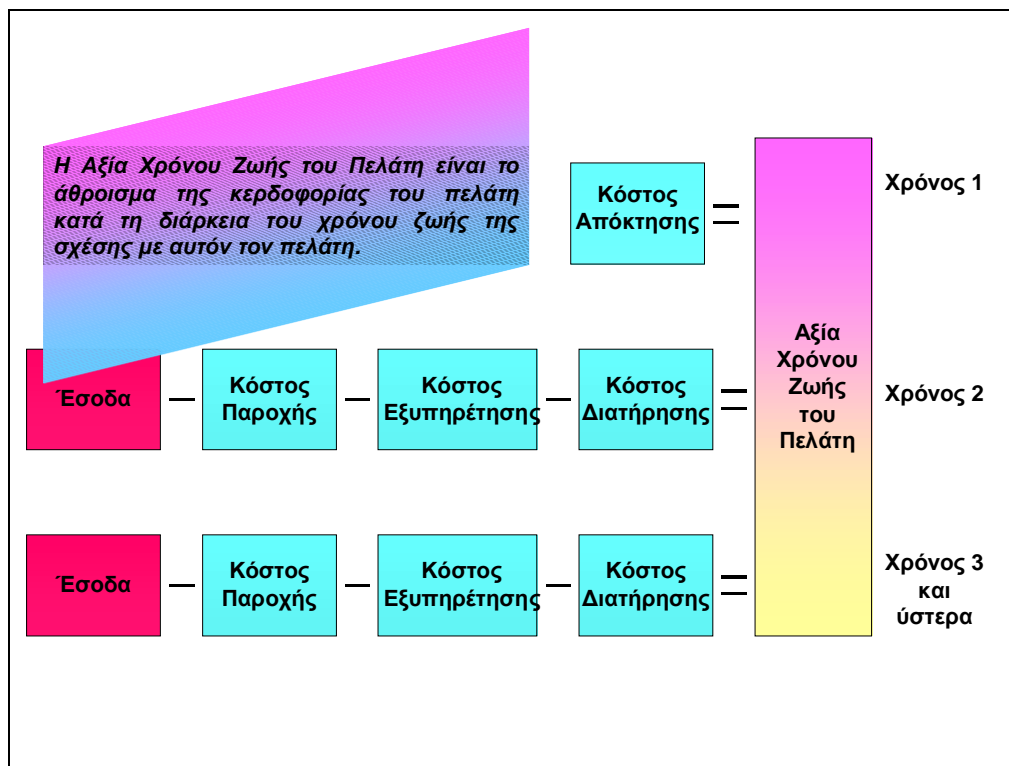 Η Αξία Χρόνου Ζωής του Πελάτη είναι το
άθροισμα της κερδοφορίας του πελάτη
κατά τη διάρκεια του χρόνου ζωής της
σχέσης με αυτόν τον πελάτη.
Κόστος
Απόκτησης
=
Χρόνος 1
Έσοδα
–
Κόστος
Παροχής
–
Κόστος
Εξυπηρέτησης
–
Κόστος
Διατήρησης
=
Αξία
Χρόνου
Ζωής
του
Πελάτη
Χρόνος 2
Έσοδα
–
Κόστος
Παροχής
–
Κόστος
Εξυπηρέτησης
–
Κόστος
Διατήρησης
=
Χρόνος 3
και
ύστερα